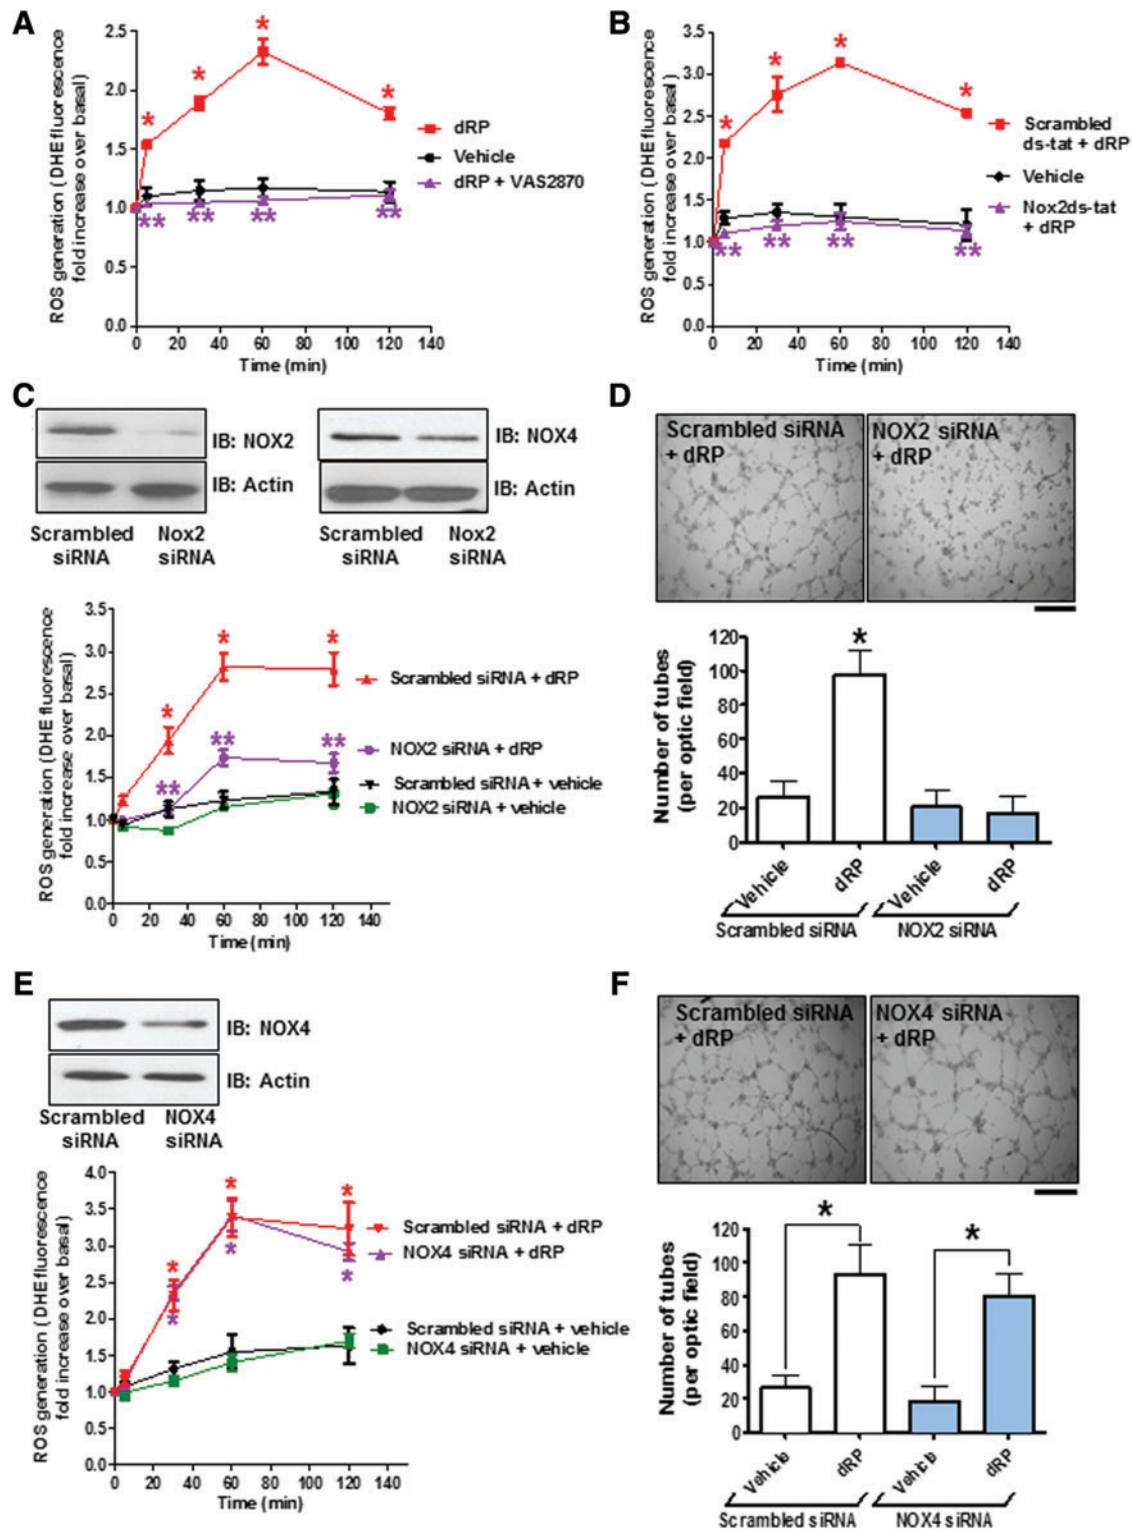 A
ROS generation (DHE fluorescence
fold increase over basal)
2.5
2.0
1.5
1.0
0.5
0.0
0 20 40 60 80 100 120 140
Time (min)
* * * *
** ** ** **
dRP
Vehicle
dRP + VAS2870
B
ROS generation (DHE fluorescence
fold increase over basal)
3.5
3.0
2.5
2.0
1.5
1.0
0.5
0.0
0 20 40 60 80 100 120 140
Time (min)
* * * *
** ** ** **
Scrambled
ds-tat + dRP
Vehicle
Nox2ds-tat
+ dRP
C
IB: NOX2
IB: Actin
Scrambled siRNA
Nox2 siRNA
IB: NOX4
IB: Actin
Scrambled siRNA
Nox2 siRNA
ROS generation (DHE fluorescence
fold increase over basal)
3.5
3.0
2.5
2.0
1.5
1.0
0.5
0.0
0 20 40 60 80 100 120 140
Time (min)
* * *
** ** **
Scrambled siRNA + dRP
NOX2 siRNA + dRP
Scrambled siRNA + vehicle
NOX2 siRNA + vehicle
D
Scrambled siRNA
+ dRP
NOX2 siRNA
+ dRP
Number of tubes
(per optic field)
120
100
80
60
40
20
0
*
Vehicle
dRP
Vehicle
dRP
Scrambled siRNA
NOX2 siRNA
E
IB: NOX4
IB: Actin
Scrambled siRNA
NOX4 siRNA
ROS generation (DHE fluorescence
fold increase over basal)
4.0
3.5
3.0
2.5
2.0
1.5
1.0
0.5
0.0
0 20 40 60 80 100 120 140
Time (min)
* * *
* * *
Scrambled siRNA + dRP
NOX4 siRNA + dRP
Scrambled siRNA + vehicle
NOX4 siRNA + vehicle
F
Scrambled siRNA
+ dRP
NOX4 siRNA
+ dRP
Number of tubes
(per optic field)
120
100
80
60
40
20
0
*
*
Vehicle
dRP
Vehicle
dRP
Scrambled siRNA
NOX4 siRNA